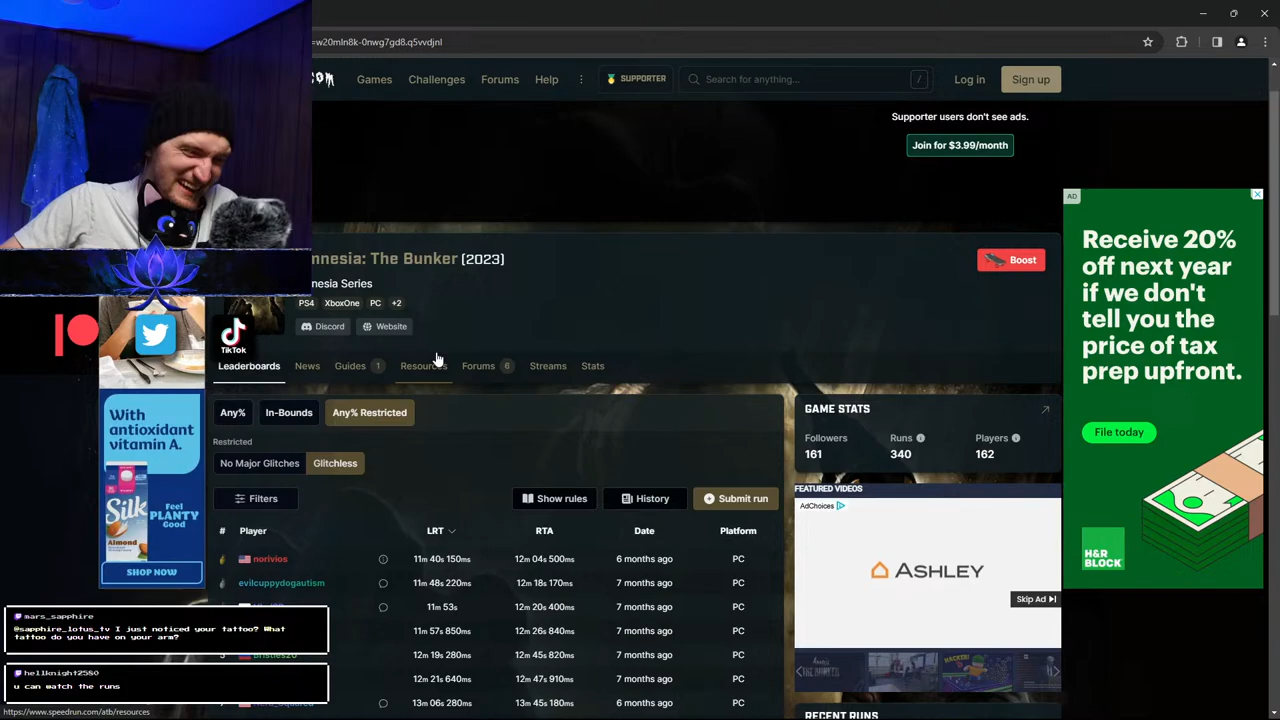 =w20mln8k-0nwg7gd8.q5vvdjnl
Games
Challenges
Forums
Help
SUPPORTER
Search for anything...
/
Log in
Sign up
Supporter users don't see ads.
Join for $3.99/month
mnesia: The Bunker [2023]
nesia Series
PS4
XboxOne
PC
+2
Discord
Website
Boost
TikTok
Leaderboards
News
Guides
1
Resources
Forums
6
Streams
Stats
Any%
In-Bounds
Any% Restricted
Restricted
No Major Glitches
Glitchless
Filters
Show rules
History
Submit run
# Player LRT RTA Date Platform
norivios 11m 40s 150ms 12m 04s 500ms 6 months ago PC
evilcuppydogautism 11m 48s 220ms 12m 18s 170ms 7 months ago PC
11m 53s 12m 20s 400ms 7 months ago PC
11m 57s 850ms 12m 26s 840ms 7 months ago PC
12m 19s 280ms 12m 45s 820ms 7 months ago PC
12m 21s 640ms 12m 47s 910ms 7 months ago PC
13m 06s 280ms 13m 48s 180ms 7 months ago PC
GAME STATS
Followers
Runs
Players
161
340
162
FEATURED VIDEOS
AdChoices
ASHLEY
Skip Ad
RECENT RUNS
AD
Receive 20%
off next year
if we don't
tell you the
price of tax
prep upfront.
File today
H&R
BLOCK
With
antioxidant
vitamin A.
Silk
Almond
Feel
PLANTY
Good
SHOP NOW
mars_sapphire
@sapphire_lotus_tv I just noticed your tattoo? What
tattoo do you have on your arm?
hellknight2580
u can watch the runs
https://www.speedrun.com/atb/resources